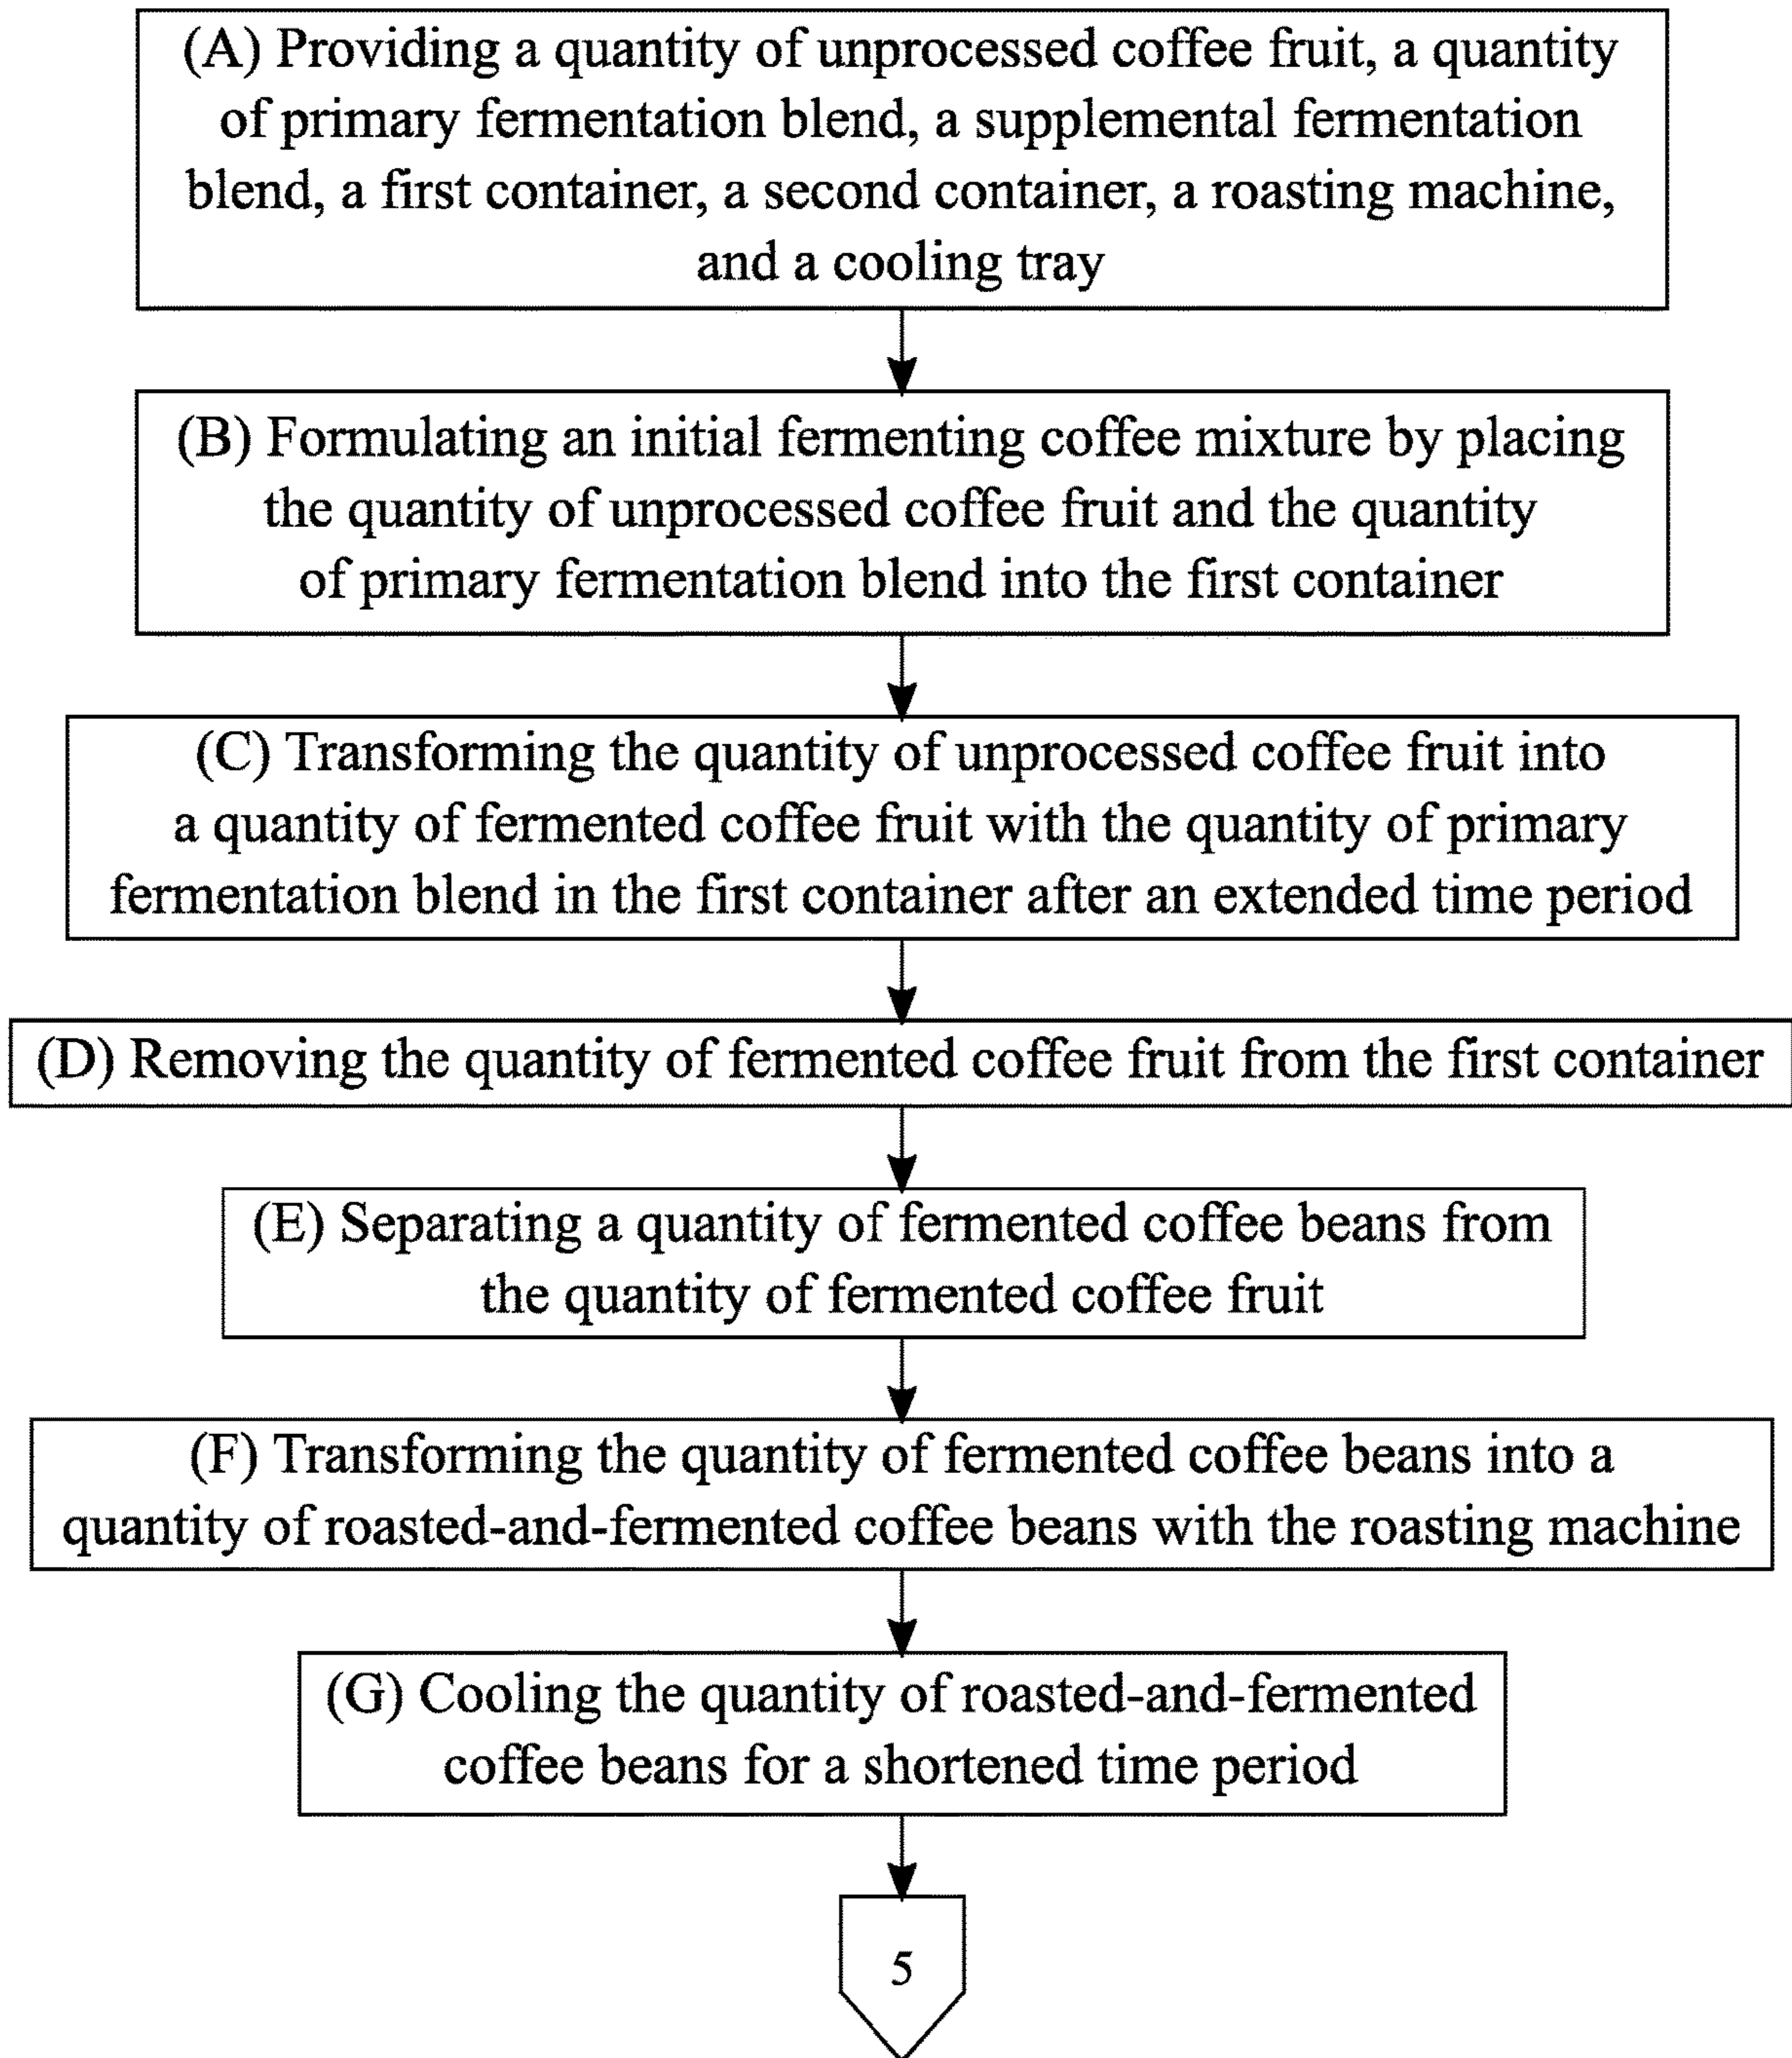 (A) Providing a quantity of unprocessed coffee fruit, a quantity
of primary fermentation blend, a supplemental fermentation
blend, a first container, a second container, a roasting machine,
and a cooling tray
(B) Formulating an initial fermenting coffee mixture by placing
the quantity of unprocessed coffee fruit and the quantity
of primary fermentation blend into the first container
(C) Transforming the quantity of unprocessed coffee fruit into
a quantity of fermented coffee fruit with the quantity of primary
fermentation blend in the first container after an extended time period
(D) Removing the quantity of fermented coffee fruit from the first container
(E) Separating a quantity of fermented coffee beans from
the quantity of fermented coffee fruit
(F) Transforming the quantity of fermented coffee beans into a
quantity of roasted-and-fermented coffee beans with the roasting machine
(G) Cooling the quantity of roasted-and-fermented
coffee beans for a shortened time period
5